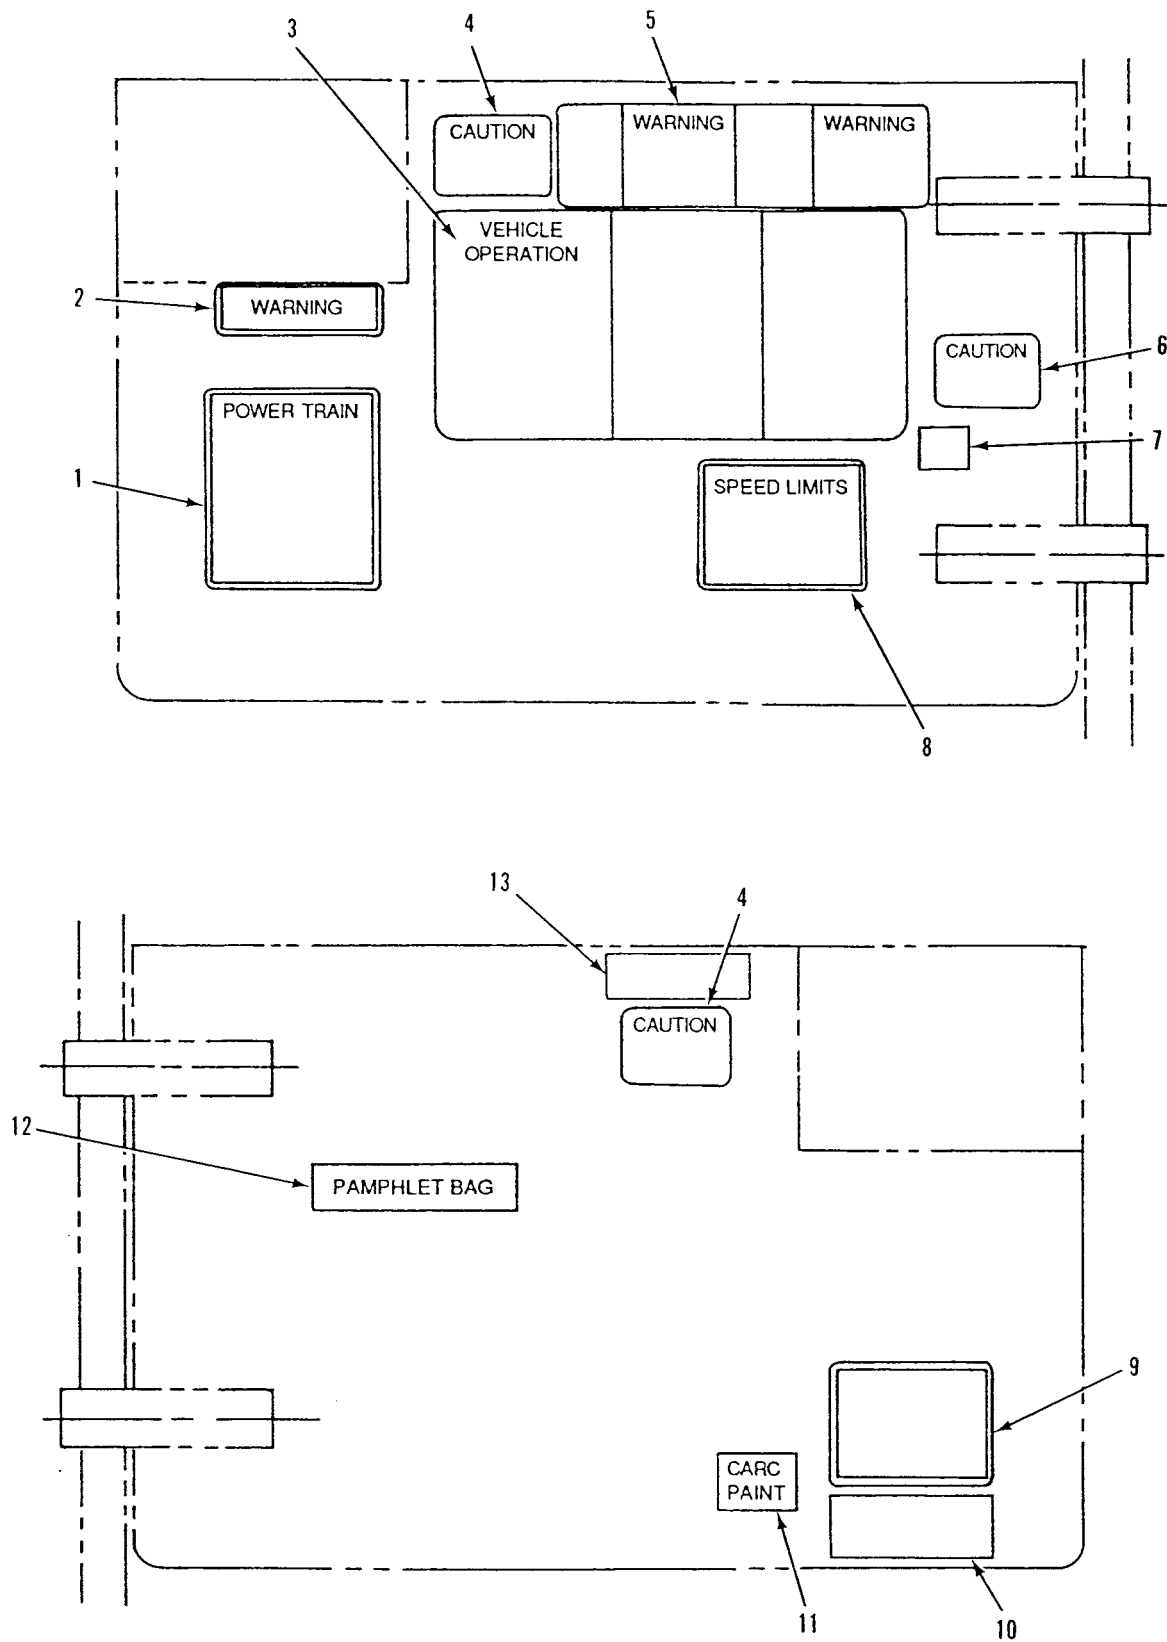 3
4
5
CAUTION
WARNING
WARNING
VEHICLE
OPERATION
2
WARNING
CAUTION
6
POWER TRAIN
7
1
SPEED LIMITS
8
13
4
CAUTION
12
PAMPHLET BAG
9
CARC
PAINT
11
10